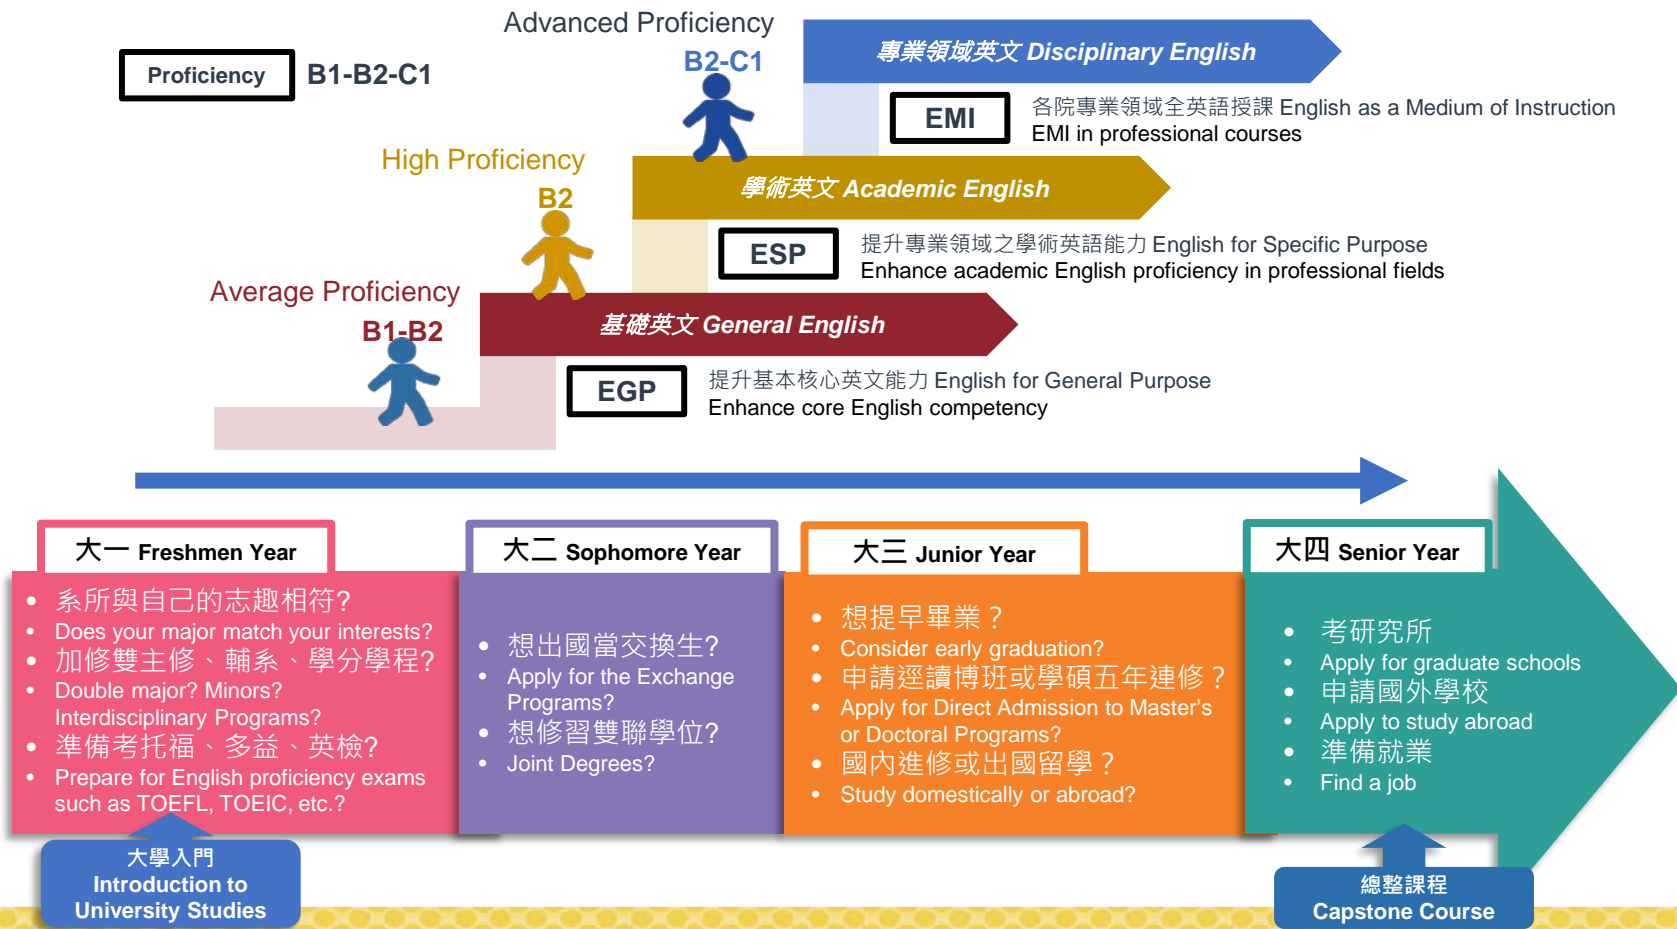 Advanced Proficiency
B2-C1
專業領域英文 Disciplinary English
Proficiency
B1-B2-C1
EMI
各院專業領域全英語授課 English as a Medium of Instruction
EMI in professional courses
High Proficiency
B2
學術英文 Academic English
ESP
提升專業領域之學術英語能力 English for Specific Purpose
Enhance academic English proficiency in professional fields
Average Proficiency
B1-B2
基礎英文 General English
EGP
提升基本核心英文能力 English for General Purpose
Enhance core English competency
大一 Freshmen Year
• 系所與自己的志趣相符?
• Does your major match your interests?
• 加修雙主修、輔系、學分學程?
• Double major? Minors?
Interdisciplinary Programs?
• 準備考托福、多益、英檢?
• Prepare for English proficiency exams
such as TOEFL, TOEIC, etc.?
大學入門
Introduction to
University Studies
大二 Sophomore Year
• 想出國當交換生?
• Apply for the Exchange
Programs?
• 想修習雙聯學位?
• Joint Degrees?
大三 Junior Year
• 想提早畢業？
• Consider early graduation?
• 申請逕讀博班或學碩五年連修？
• Apply for Direct Admission to Master's
or Doctoral Programs?
• 國內進修或出國留學？
• Study domestically or abroad?
大四 Senior Year
• 考研究所
• Apply for graduate schools
• 申請國外學校
• Apply to study abroad
• 準備就業
• Find a job
總整課程
Capstone Course